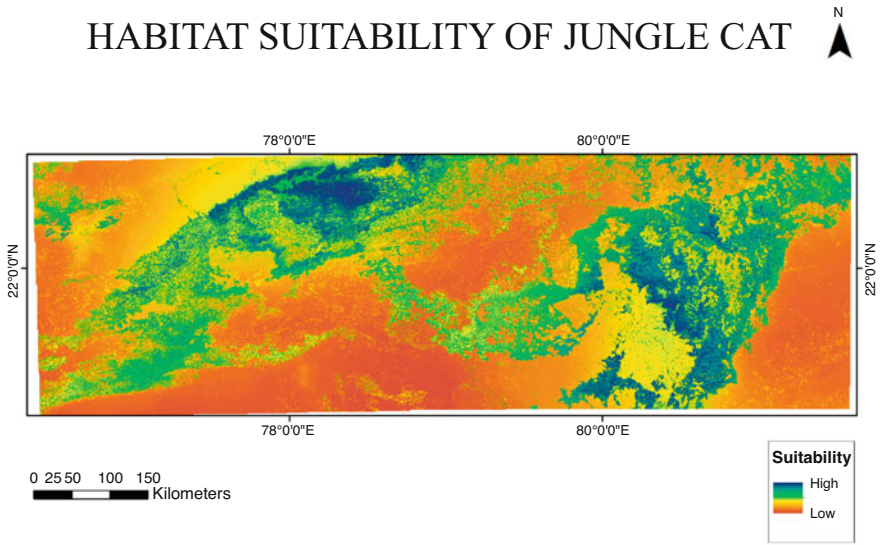 HABITAT SUITABILITY OF JUNGLE CAT
N
78°0'0"E 80°0'0"E
22°0'0"N 22°0'0"N
78°0'0"E 80°0'0"E
0 25 50 100 150
Kilometers
Suitability
High
Low